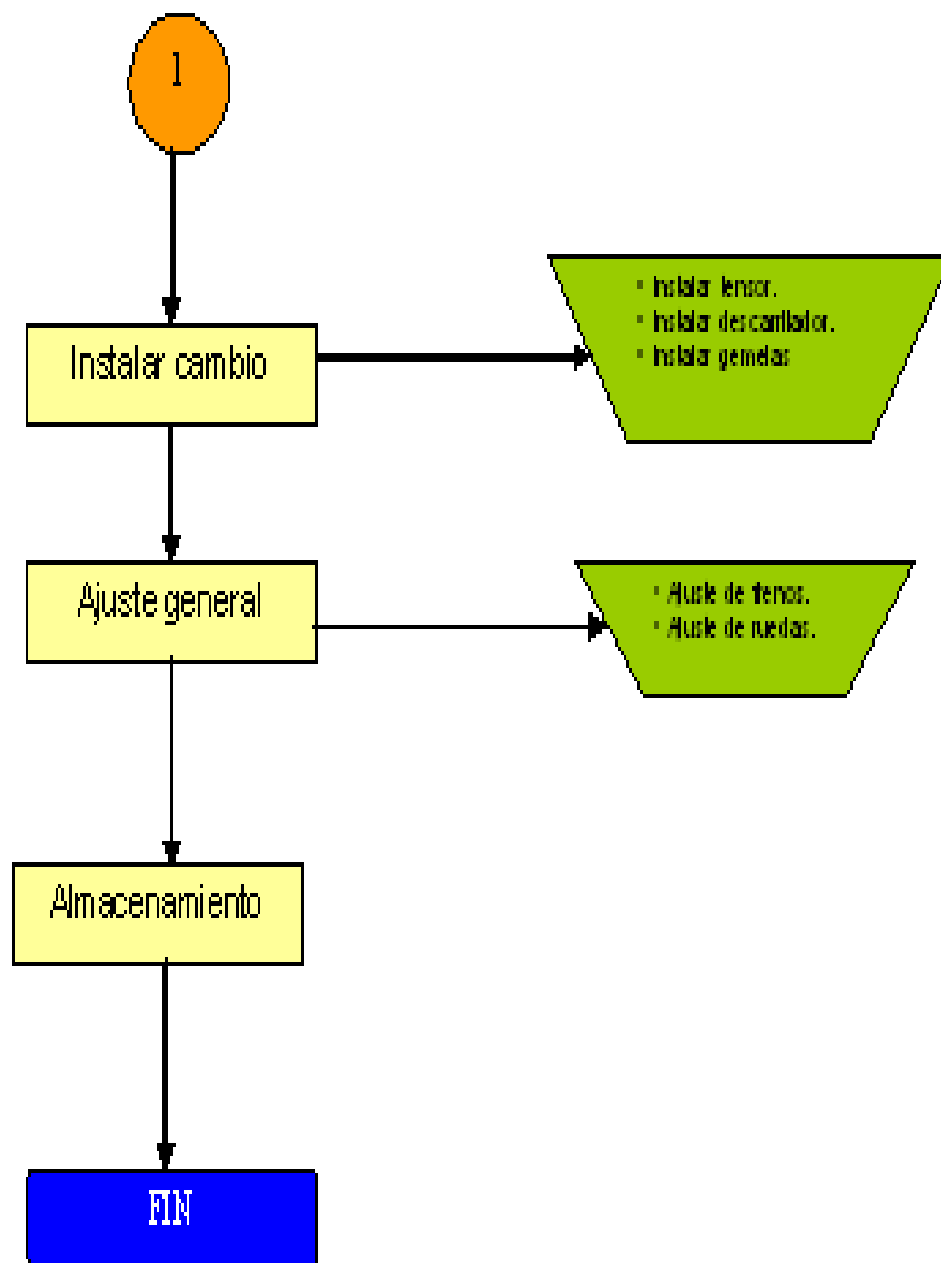 1
Instalar cambio
Instalar tensor.
Instalar descarrilador.
Instalar gemelas
Ajuste general
Ajuste de frenos.
Ajuste de ruedas.
Almacenamiento
FIN